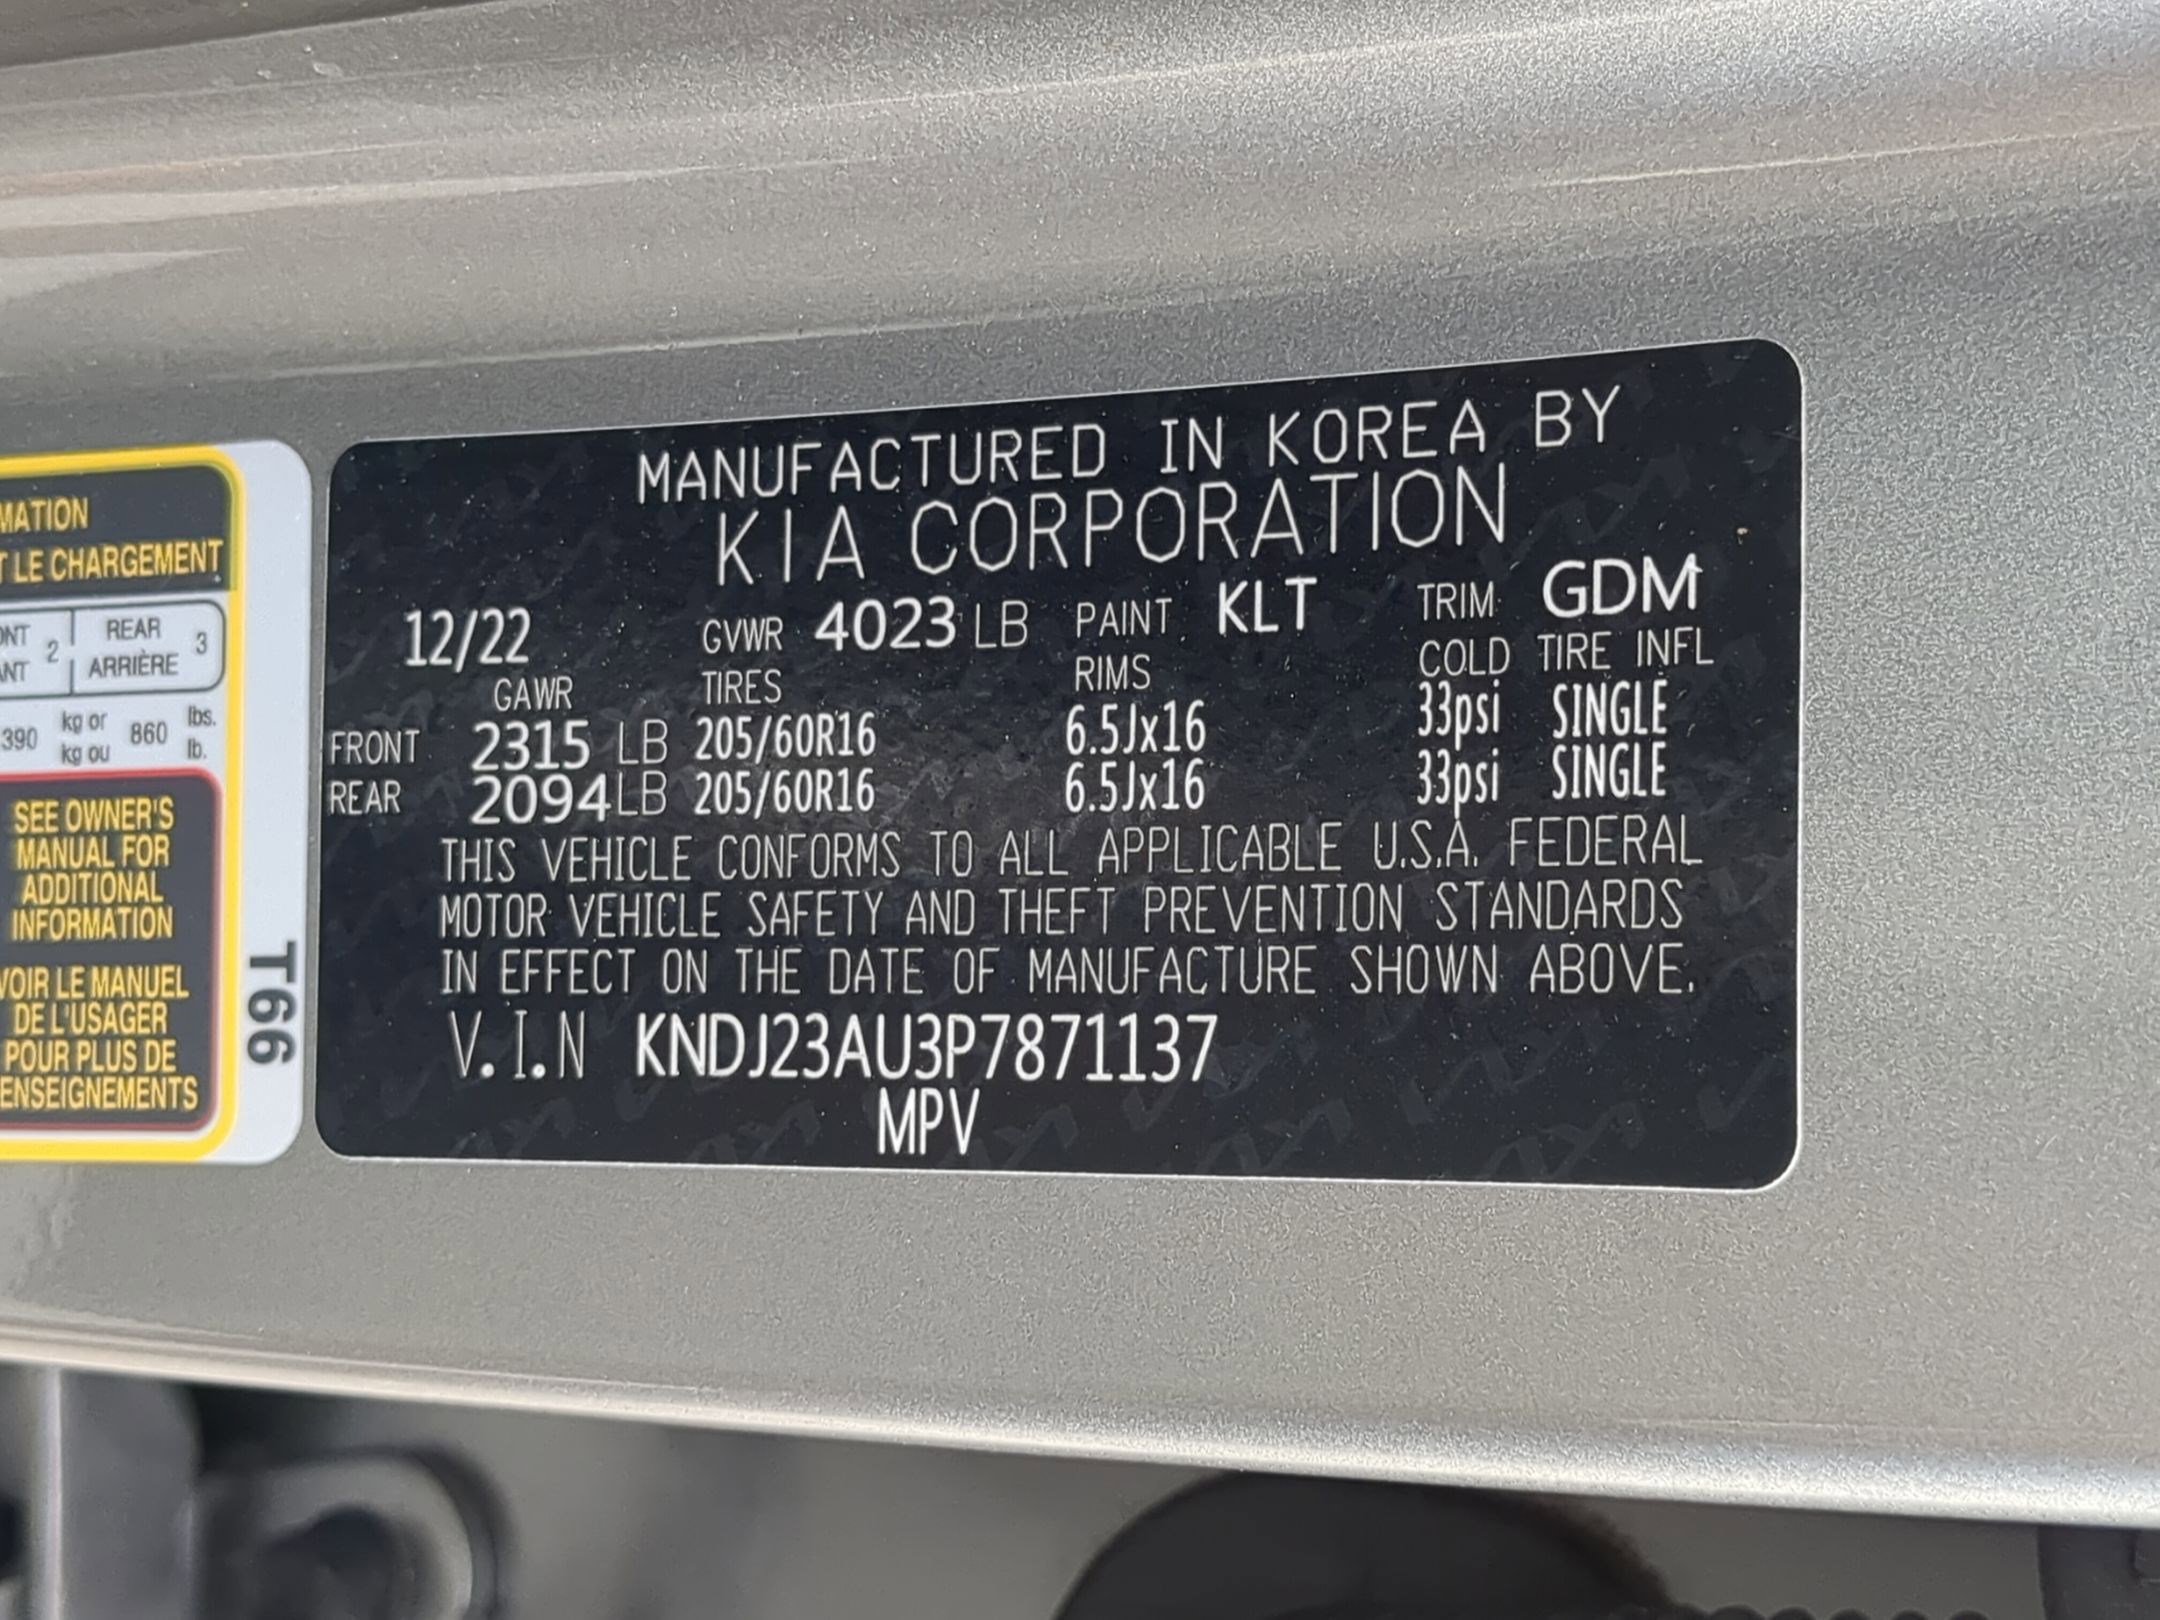 MATION
T LE CHARGEMENT
ONT 2 REAR 3
ANT ARRIÈRE
390 kg or 860 lbs.
kg ou lb.
SEE OWNER'S
MANUAL FOR
ADDITIONAL
INFORMATION
VOIR LE MANUEL
DE L'USAGER
POUR PLUS DE
ENSEIGNEMENTS
T66
MANUFACTURED IN KOREA BY
KIA CORPORATION
12/22 GVWR 4023 LB PAINT KLT TRIM GDM
GAWR TIRES RIMS COLD TIRE INFL
FRONT 2315 LB 205/60R16 6.5Jx16 33psi SINGLE
REAR 2094 LB 205/60R16 6.5Jx16 33psi SINGLE
THIS VEHICLE CONFORMS TO ALL APPLICABLE U.S.A. FEDERAL
MOTOR VEHICLE SAFETY AND THEFT PREVENTION STANDARDS
IN EFFECT ON THE DATE OF MANUFACTURE SHOWN ABOVE.
V.I.N KNDJ23AU3P7871137
MPV